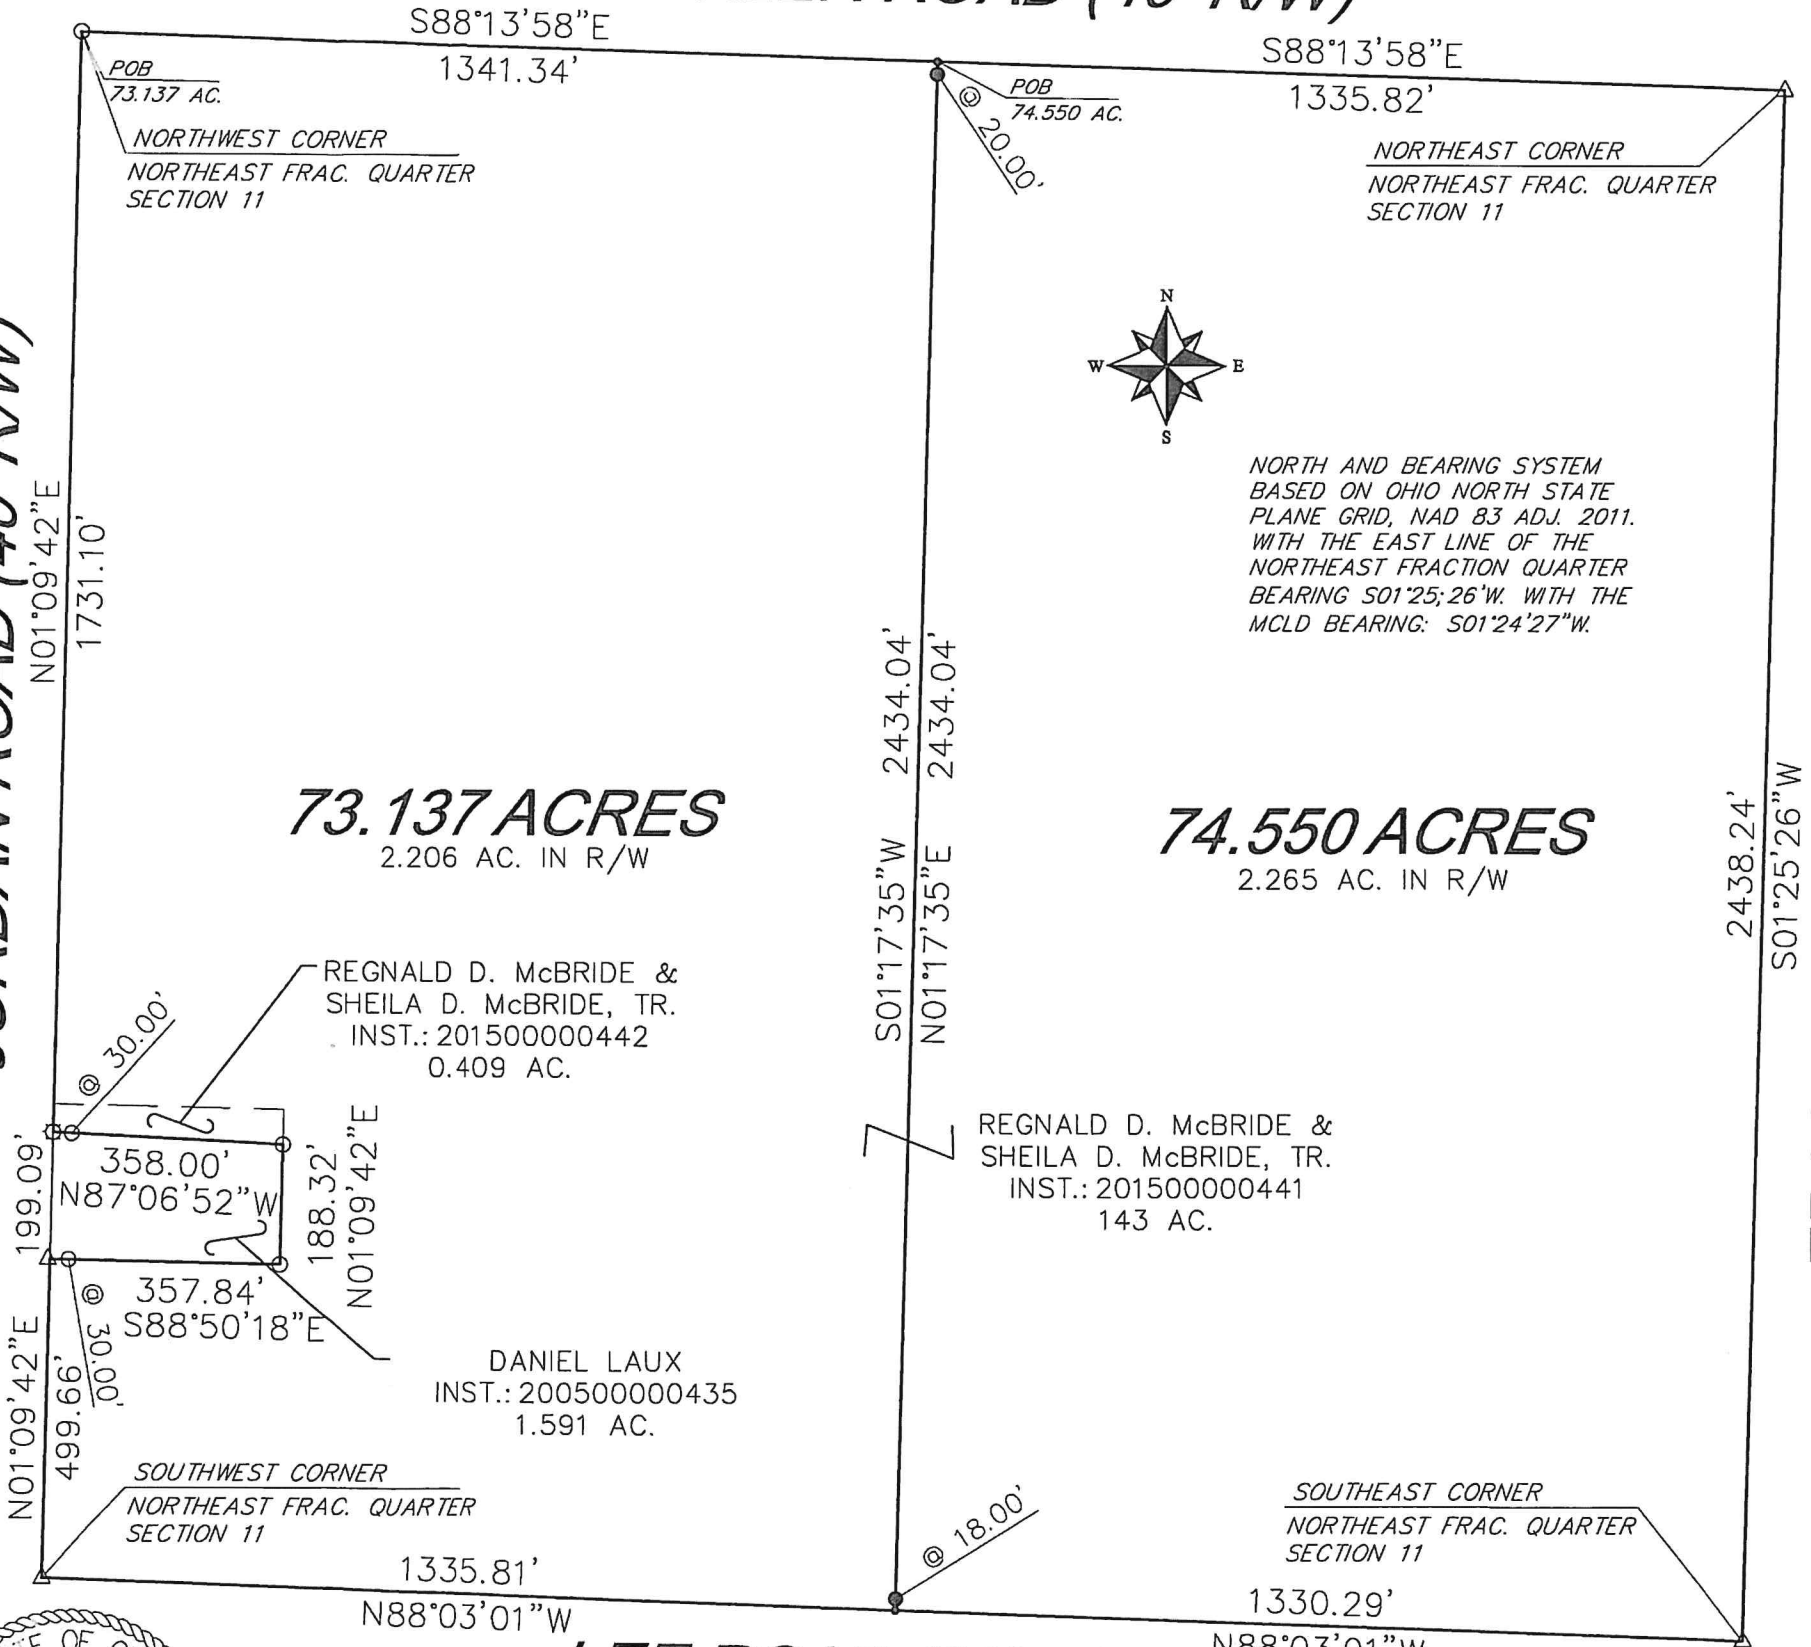 ROAD (40' R/W)
S88°13'58"E
1341.34'
S88°13'58"E
1335.82'
POB
73.137 AC.
POB
74.550 AC.
@ 20.00'
NORTHWEST CORNER
NORTHEAST FRAC. QUARTER
SECTION 11
NORTHEAST CORNER
NORTHEAST FRAC. QUARTER
SECTION 11
N
W
E
S
NORTH AND BEARING SYSTEM
BASED ON OHIO NORTH STATE
PLANE GRID, NAD 83 ADJ. 2011.
WITH THE EAST LINE OF THE
NORTHEAST FRACTION QUARTER
BEARING S01°25;26'W. WITH THE
MCLD BEARING: S01°24'27"W.
ROAD (40' R/W)
N01°09'42"E
1731.10'
S01°17'35"W 2434.04'
N01°17'35"E 2434.04'
2438.24'
S01°25'26"W
73.137 ACRES
2.206 AC. IN R/W
74.550 ACRES
2.265 AC. IN R/W
REGNALD D. McBRIDE &
SHEILA D. McBRIDE, TR.
INST.: 201500000442
0.409 AC.
@ 30.00'
199.09'
358.00'
N87°06'52"W
188.32'
N01°09'42"E
357.84'
S88°50'18"E
@ 30.00'
REGNALD D. McBRIDE &
SHEILA D. McBRIDE, TR.
INST.: 201500000441
143 AC.
DANIEL LAUX
INST.: 200500000435
1.591 AC.
N01°09'42"E
499.66'
SOUTHWEST CORNER
NORTHEAST FRAC. QUARTER
SECTION 11
@ 18.00'
SOUTHEAST CORNER
NORTHEAST FRAC. QUARTER
SECTION 11
1335.81'
N88°03'01"W
1330.29'
N88°03'01"W
OF